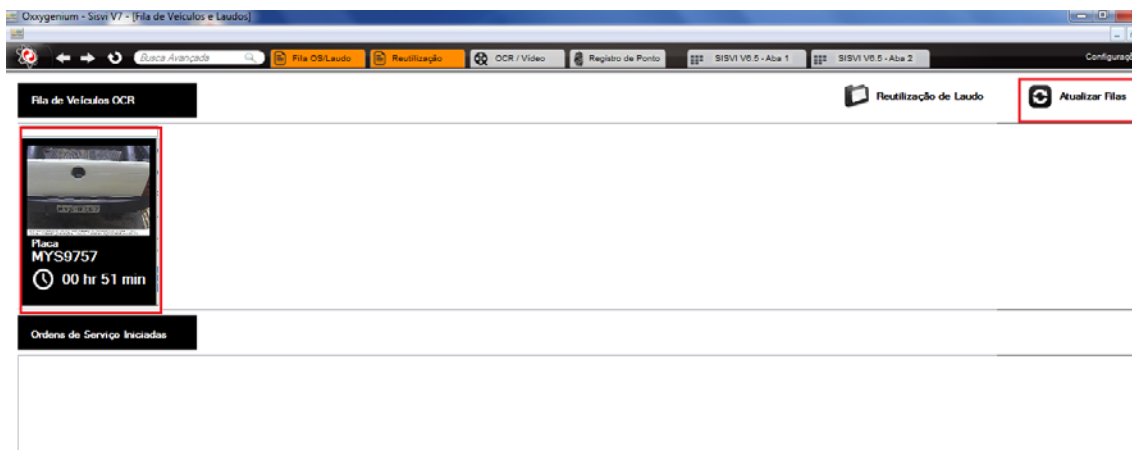 Oxxygenium - Sisvi V7 - [Fila de Veículos e Laudos]
Busca Avançada Fila OS/Laudo Reutilização OCR / Vídeo Registro de Ponto SISVI V6.5 - Aba 1 SISVI V6.5 - Aba 2
Fila de Veículos OCR Reutilização de Laudo Atualizar Filas
Placa
MYS9757
00 hr 51 min
Ordens de Serviço Iniciadas